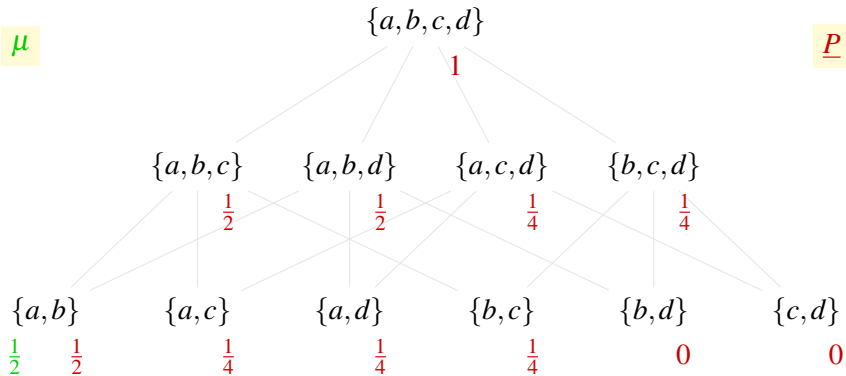 {a,b,c,d}
μ P
1
{a,b,c} {a,b,d} {a,c,d} {b,c,d}
1/2 1/2 1/4 1/4
{a,b} {a,c} {a,d} {b,c} {b,d} {c,d}
1/2 1/2 1/4 1/4 1/4 0 0